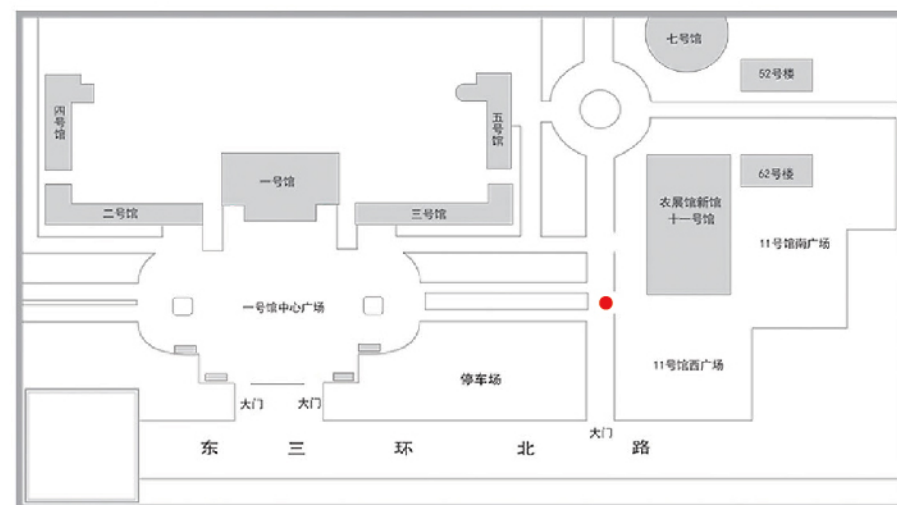 七号馆
52号楼
四号馆
五号馆
一号馆
62号楼
农展馆新馆
十一号馆
二号馆
三号馆
11号馆南广场
一号馆中心广场
11号馆西广场
停车场
大门
大门
大门
东三环北路